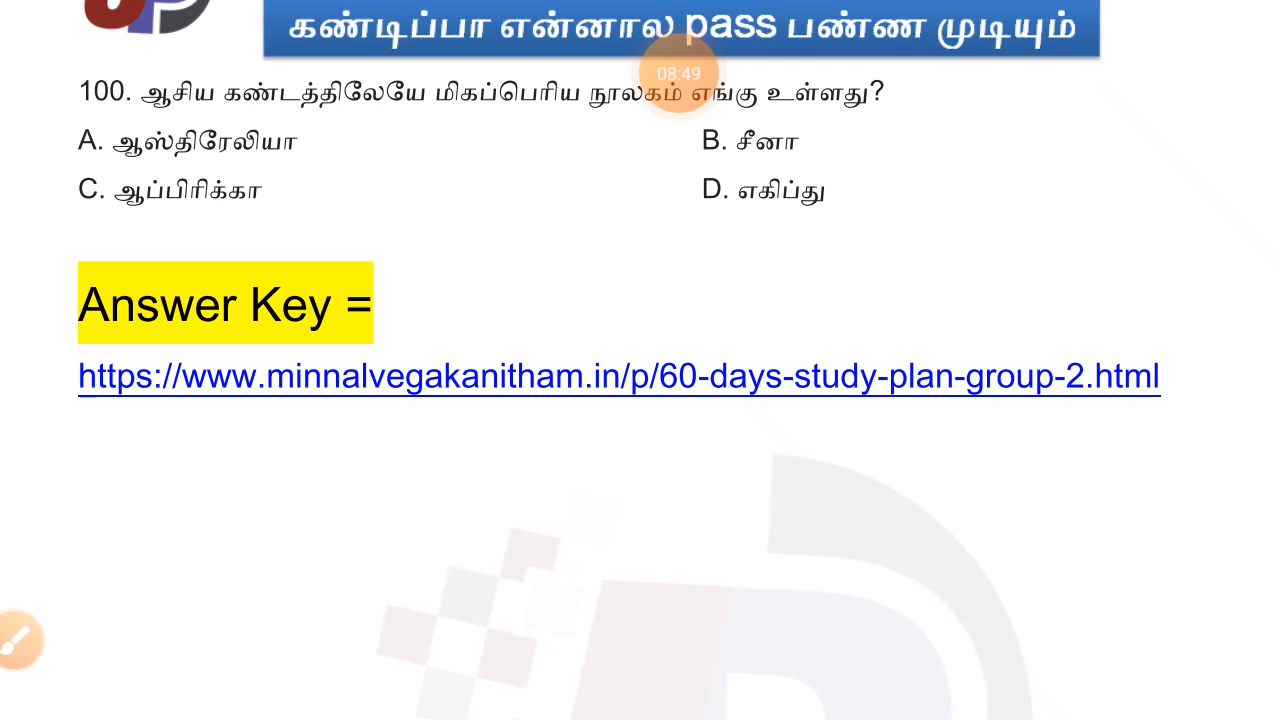 கண்டிப்பா என்னால pass பண்ண முடியும்
08:49
100. ஆசிய கண்டத்திலேயே மிகப்பெரிய நூலகம் எங்கு உள்ளது?
A. ஆஸ்திரேலியா B. சீனா
C. ஆப்பிரிக்கா D. எகிப்து
Answer Key =
https://www.minnalvegakanitham.in/p/60-days-study-plan-group-2.html